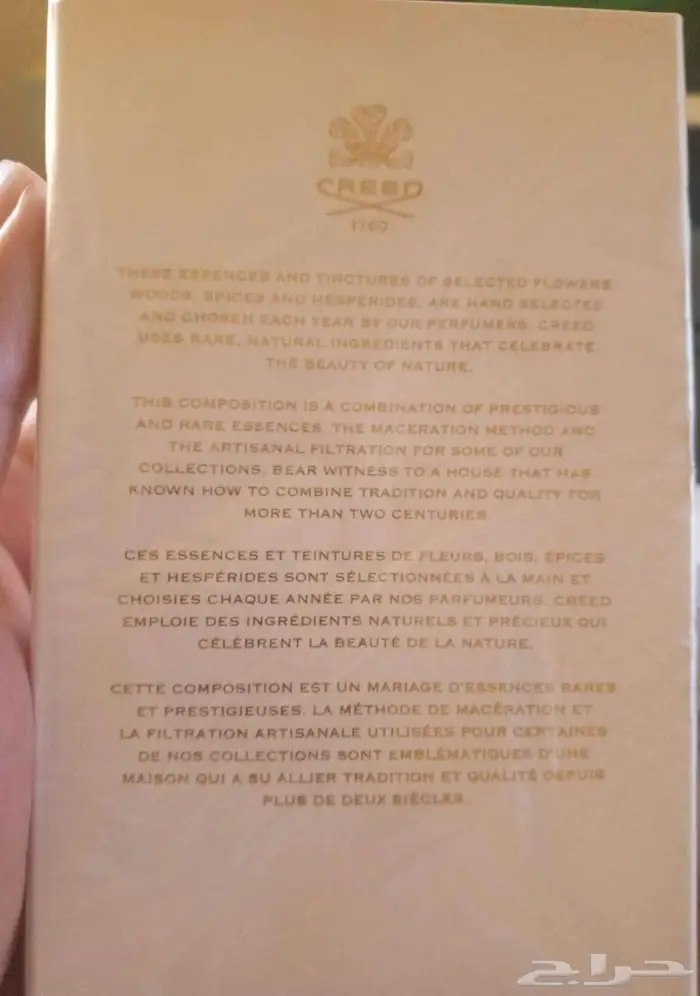 CREED
1760
THESE ESSENCES AND TINCTURES OF SELECTED FLOWERS
WOODS, SPICES AND HESPERIDES, ARE HAND SELECTED
AND CHOSEN EACH YEAR BY OUR PERFUMERS. CREED
USES RARE, NATURAL INGREDIENTS THAT CELEBRATE
THE BEAUTY OF NATURE.
THIS COMPOSITION IS A COMBINATION OF PRESTIGIOUS
AND RARE ESSENCES. THE MACERATION METHOD AND
THE ARTISANAL FILTRATION FOR SOME OF OUR
COLLECTIONS, BEAR WITNESS TO A HOUSE THAT HAS
KNOWN HOW TO COMBINE TRADITION AND QUALITY FOR
MORE THAN TWO CENTURIES
CES ESSENCES ET TEINTURES DE FLEURS, BOIS, ÉPICES
ET HESPÉRIDES SONT SÉLECTIONNÉES À LA MAIN ET
CHOISIES CHAQUE ANNÉE PAR NOS PARFUMEURS. CREED
EMPLOIE DES INGRÉDIENTS NATURELS ET PRÉCIEUX QUI
CÉLÈBRENT LA BEAUTÉ DE LA NATURE.
CETTE COMPOSITION EST UN MARIAGE D'ESSENCES RARES
ET PRESTIGIEUSES. LA MÉTHODE DE MACÉRATION ET
LA FILTRATION ARTISANALE UTILISÉES POUR CERTAINES
DE NOS COLLECTIONS SONT EMBLÉMATIQUES D'UNE
MAISON QUI A SU ALLIER TRADITION ET QUALITÉ DEPUIS
PLUS DE DEUX SIÈCLES
حراج